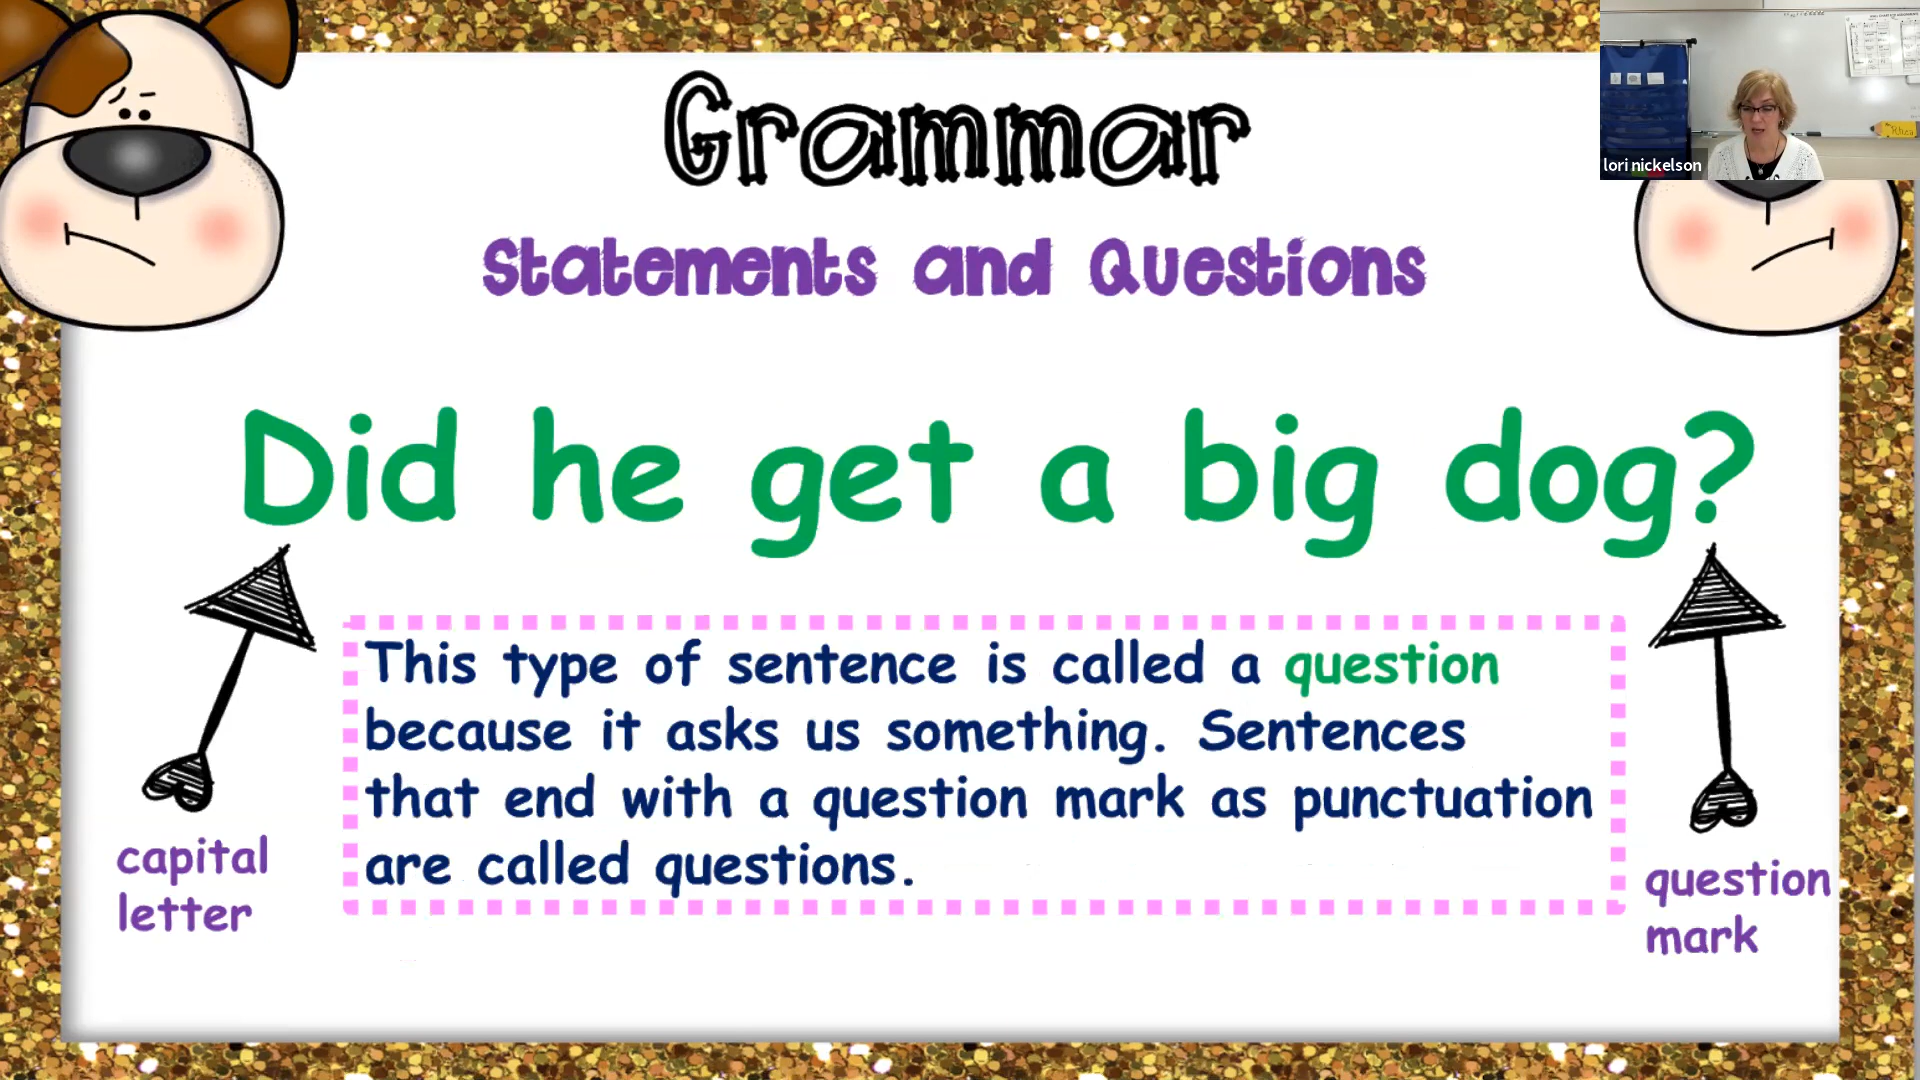 Grammar
lori nickelson
Statements and Questions
Did he get a big dog?
This type of sentence is called a question
because it asks us something. Sentences
that end with a question mark as punctuation
are called questions.
capital
letter
question
mark